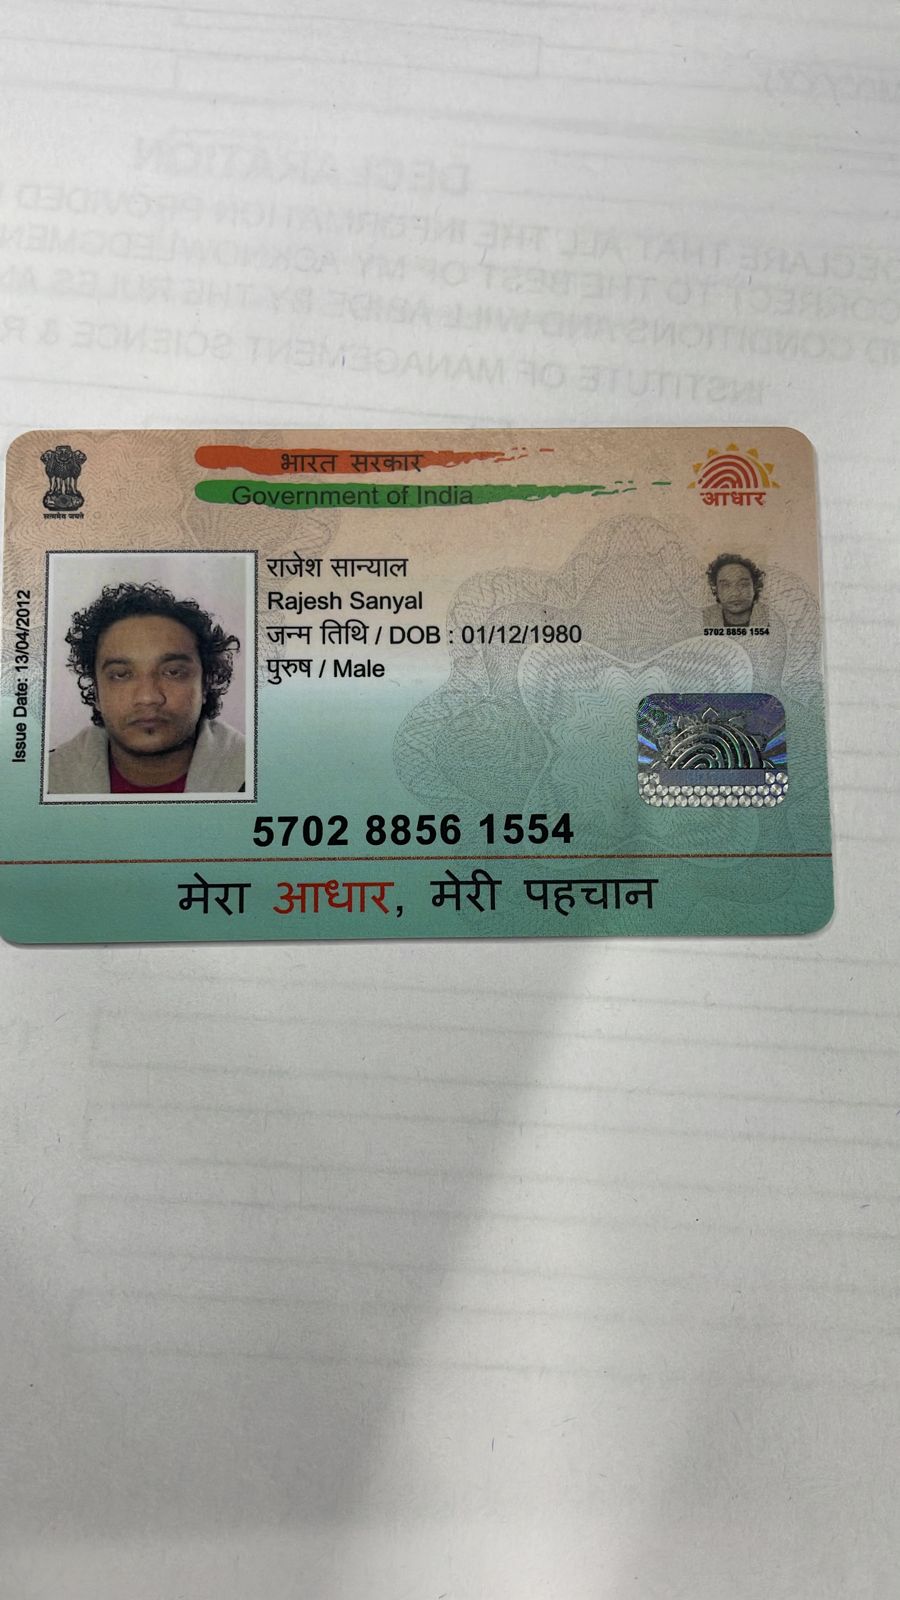 DECLARATION
DECLARE THAT ALL THE INFORMATION PROVIDED
CORRECT TO THE BEST OF MY ACKNOWLEDGMEN
CONDITIONS AND WILL ABIDE BY THE RULES
INSTITUTE OF MANAGEMENT SCIENCE & R
भारत सरकार
Government of India
सत्यमेव जयते
आधार
Issue Date: 13/04/2012
राजेश सान्याल
Rajesh Sanyal
जन्म तिथि / DOB : 01/12/1980
पुरुष / Male
5702 8856 1554
5702 8856 1554
मेरा आधार, मेरी पहचान